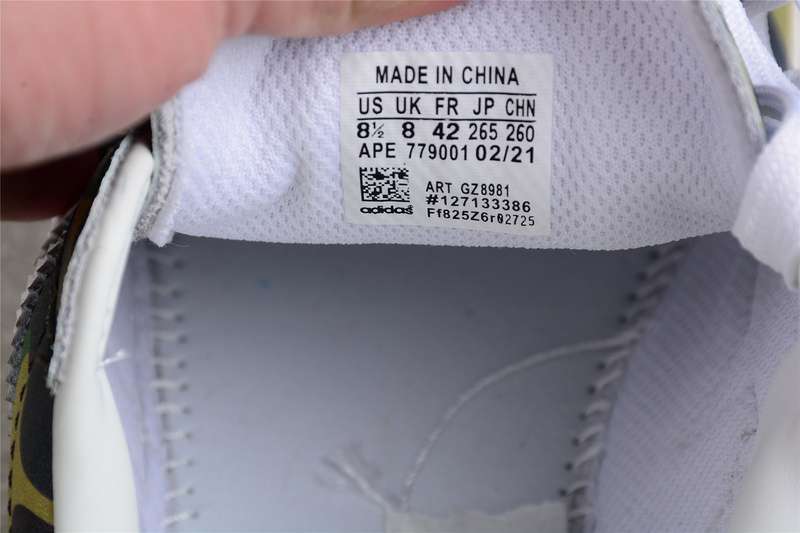 MADE IN CHINA
US UK FR JP CHN
8½ 8 42 265 260
APE 779001 02/21
ART GZ8981
#127133386
adidas
Ff825Z6r02725